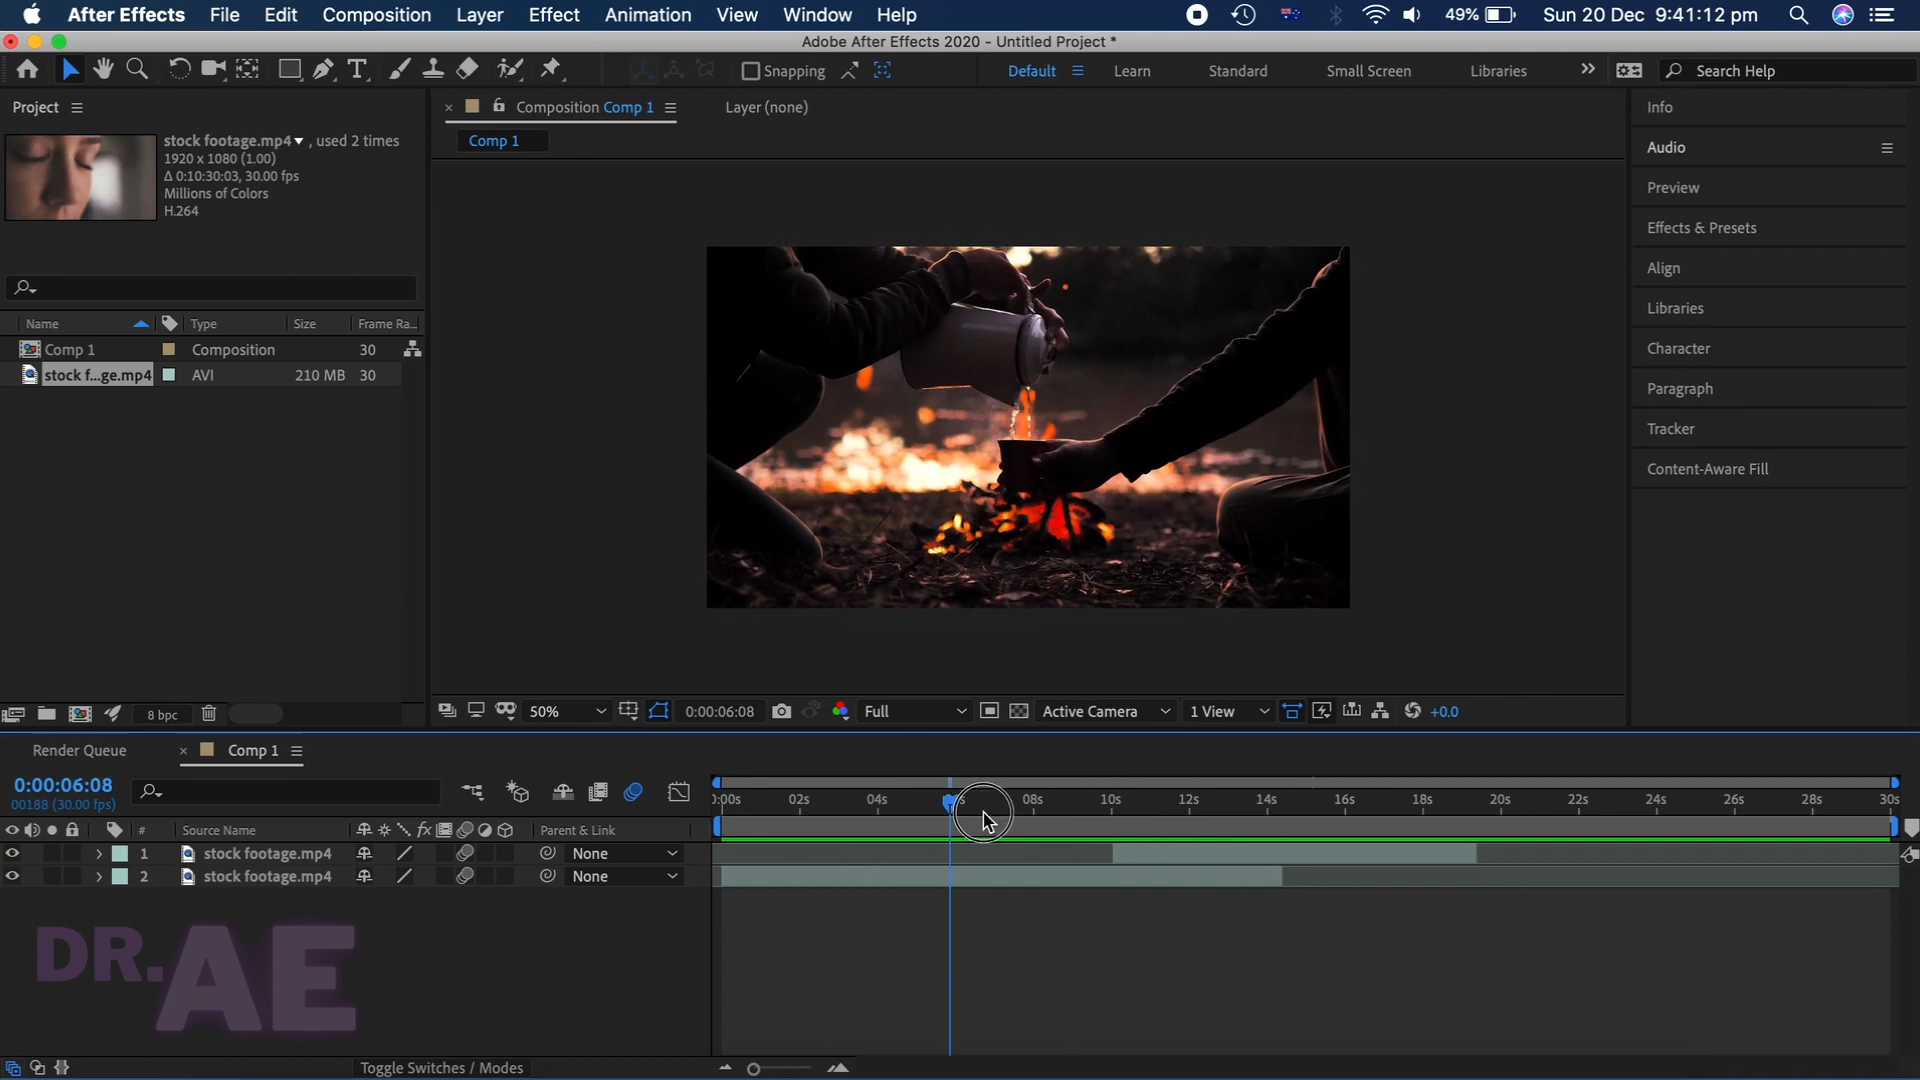 After Effects File Edit Composition Layer Effect Animation View Window Help 49% Sun 20 Dec 9:41:12 pm
Adobe After Effects 2020 - Untitled Project *
Snapping Default Learn Standard Small Screen Libraries Search Help
Project
stock footage.mp4 , used 2 times
1920 x 1080 (1.00)
Δ 0:10:30:03, 30.00 fps
Millions of Colors
H.264
Name Type Size Frame Ra...
Comp 1 Composition 30
stock f...ge.mp4 AVI 210 MB 30
8 bpc
Composition Comp 1 Layer (none)
Comp 1
50% 0:00:06:08 Full Active Camera 1 View +0.0
Info
Audio
Preview
Effects & Presets
Align
Libraries
Character
Paragraph
Tracker
Content-Aware Fill
Render Queue Comp 1
0:00:06:08
00188 (30.00 fps)
0:00s 02s 04s 08s 10s 12s 14s 16s 18s 20s 22s 24s 26s 28s 30s
# Source Name fx Parent & Link
1 stock footage.mp4 None
2 stock footage.mp4 None
DR.AE
Toggle Switches / Modes